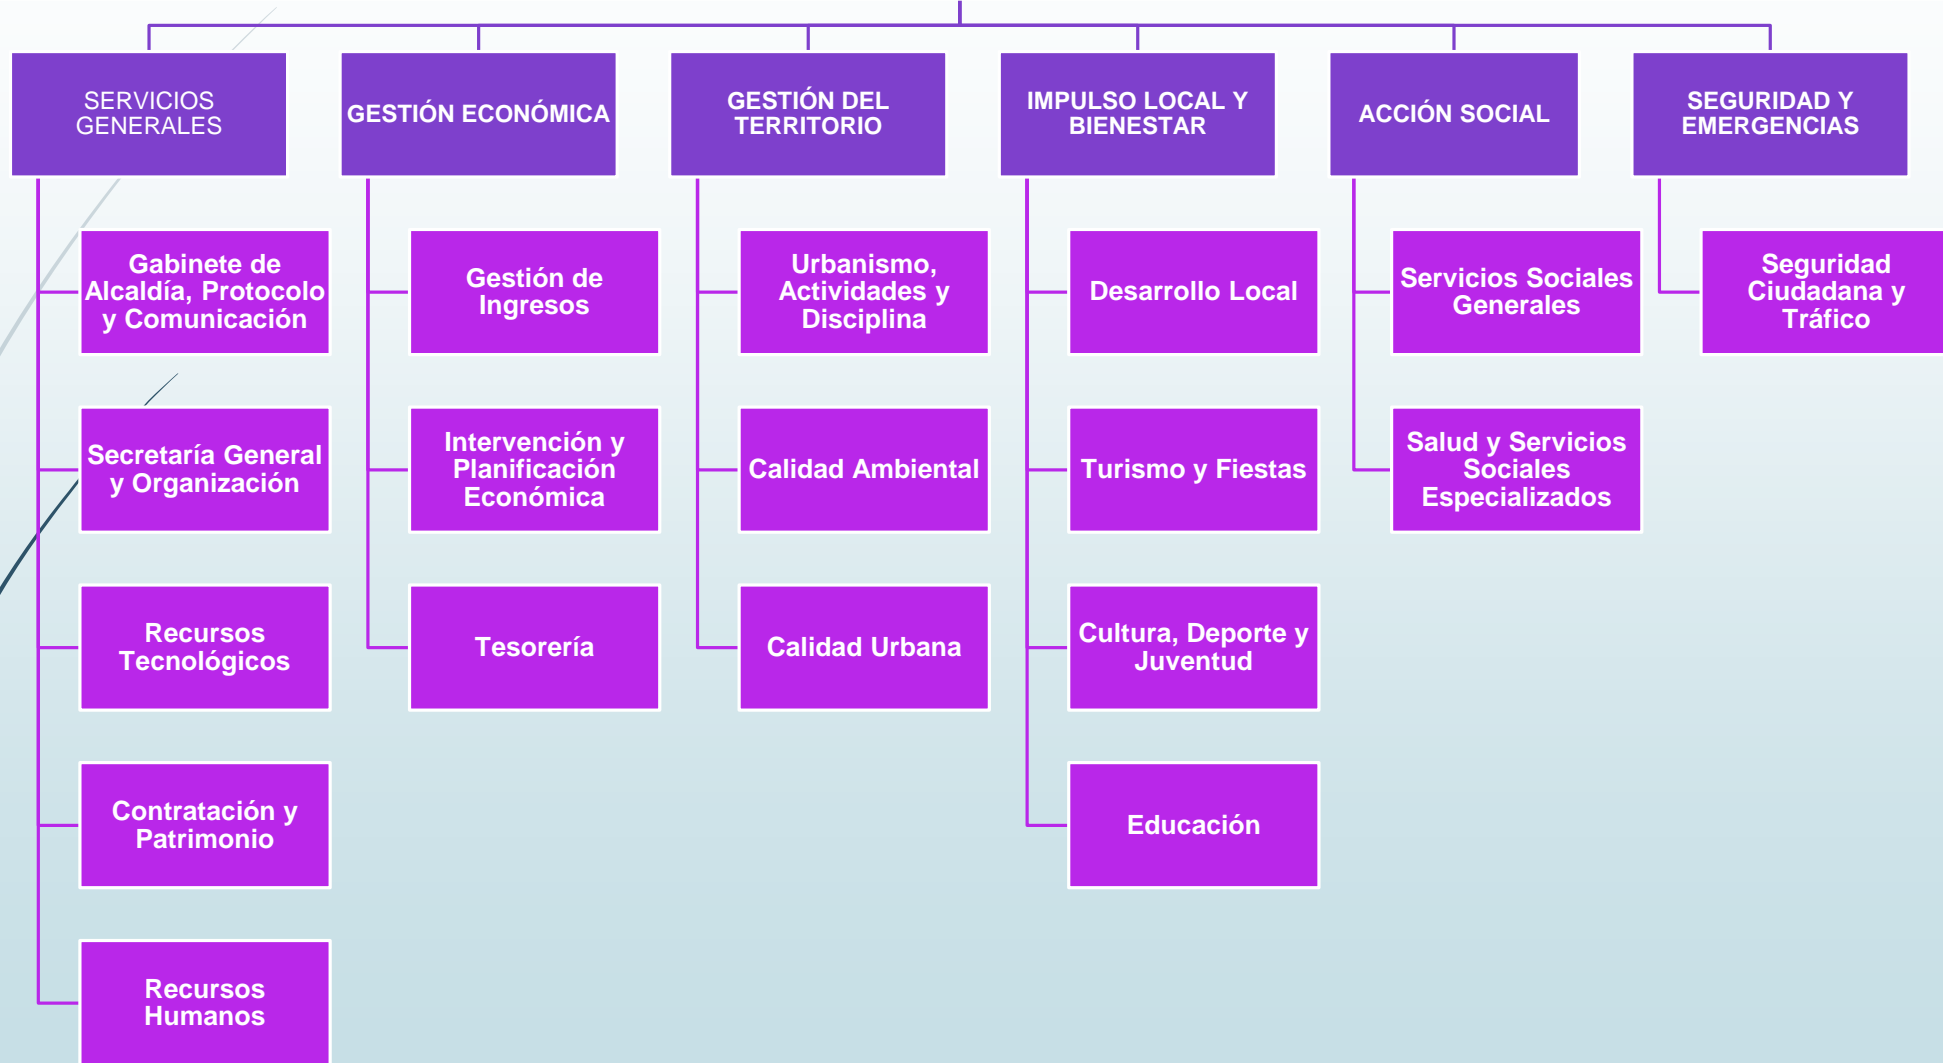 SERVICIOS
GENERALES
Gabinete de
Alcaldía, Protocolo
y Comunicación
Secretaría General
y Organización
Recursos
Tecnológicos
Contratación y
Patrimonio
Recursos
Humanos
GESTIÓN ECONÓMICA
Gestión de
Ingresos
Intervención y
Planificación
Económica
Tesorería
GESTIÓN DEL
TERRITORIO
Urbanismo,
Actividades y
Disciplina
Calidad Ambiental
Calidad Urbana
IMPULSO LOCAL Y
BIENESTAR
Desarrollo Local
Turismo y Fiestas
Cultura, Deporte y
Juventud
Educación
ACCIÓN SOCIAL
Servicios Sociales
Generales
Salud y Servicios
Sociales
Especializados
SEGURIDAD Y
EMERGENCIAS
Seguridad
Ciudadana y
Tráfico